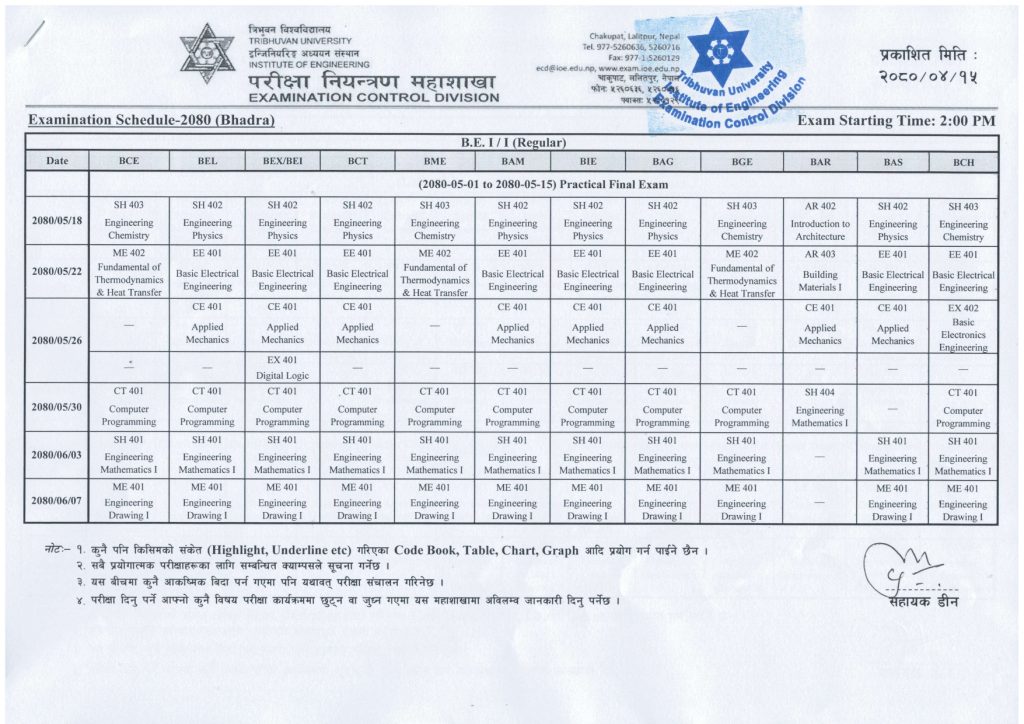 त्रिभुवन विश्वविद्यालय
TRIBHUVAN UNIVERSITY
इन्जिनियरिङ अध्ययन संस्थान
INSTITUTE OF ENGINEERING
परीक्षा नियन्त्रण महाशाखा
EXAMINATION CONTROL DIVISION
Chakupat, Lalitpur, Nepal
Tel. 977-1-5260636, 5260716
Fax: 977-1-5260129
ecd@ioe.edu.np, www.exam.ioe.edu.np
चाकुपाट, ललितपुर, नेपाल
Tribhuvan University
Institute of Engineering
Examination Control Division
प्रकाशित मिति :
२०८०/०४/१५
Examination Schedule-2080 (Bhadra)
Exam Starting Time: 2:00 PM
B.E. I / I (Regular)
Date BCE BEL BEX/BEI BCT BME BAM BIE BAG BGE BAR BAS BCH
(2080-05-01 to 2080-05-15) Practical Final Exam
SH 403 SH 402 SH 402 SH 402 SH 403 SH 402 SH 402 SH 402 SH 403 AR 402 SH 402 SH 403
2080/05/18 Engineering Engineering Engineering Engineering Engineering Engineering Engineering Engineering Engineering Introduction to Engineering Engineering
Chemistry Physics Physics Physics Chemistry Physics Physics Physics Chemistry Architecture Physics Chemistry
ME 402 EE 401 EE 401 EE 401 ME 402 EE 401 EE 401 EE 401 ME 402 AR 403 EE 401 EE 401
2080/05/22 Fundamental of Thermodynamics Basic Electrical Basic Electrical Basic Electrical Fundamental of Thermodynamics Basic Electrical Basic Electrical Basic Electrical Fundamental of Thermodynamics Building Basic Electrical Basic Electrical
& Heat Transfer Engineering Engineering Engineering & Heat Transfer Engineering Engineering Engineering & Heat Transfer Materials I Engineering Engineering
CE 401 CE 401 CE 401 CE 401 CE 401 CE 401 CE 401 CE 401 EX 402
2080/05/26 — Applied Applied Applied — Applied Applied Applied — Applied Applied Basic Electronics
Mechanics Mechanics Mechanics Mechanics Mechanics Mechanics Mechanics Mechanics Engineering
— — EX 401 — — — — — — — — —
Digital Logic
CT 401 CT 401 CT 401 CT 401 CT 401 CT 401 CT 401 CT 401 CT 401 SH 404 CT 401
2080/05/30 Computer Computer Computer Computer Computer Computer Computer Computer Computer Engineering — Computer
Programming Programming Programming Programming Programming Programming Programming Programming Programming Mathematics I Programming
SH 401 SH 401 SH 401 SH 401 SH 401 SH 401 SH 401 SH 401 SH 401 SH 401 SH 401
2080/06/03 Engineering Engineering Engineering Engineering Engineering Engineering Engineering Engineering Engineering — Engineering Engineering
Mathematics I Mathematics I Mathematics I Mathematics I Mathematics I Mathematics I Mathematics I Mathematics I Mathematics I Mathematics I Mathematics I
ME 401 ME 401 ME 401 ME 401 ME 401 ME 401 ME 401 ME 401 ME 401 ME 401 ME 401
2080/06/07 Engineering Engineering Engineering Engineering Engineering Engineering Engineering Engineering Engineering — Engineering Engineering
Drawing I Drawing I Drawing I Drawing I Drawing I Drawing I Drawing I Drawing I Drawing I Drawing I Drawing I
नोटः– १. कुनै पनि किसिमको संकेत (Highlight, Underline etc) गरिएका Code Book, Table, Chart, Graph आदि प्रयोग गर्न पाईने छैन ।
२. सबै प्रयोगात्मक परीक्षाहरूका लागि सम्बन्धित क्याम्पसले सूचना गर्नेछ ।
३. यस बीचमा कुनै आकष्मिक बिदा पर्न गएमा पनि यथावत् परीक्षा संचालन गरिनेछ ।
४. परीक्षा दिनु पर्ने आफ्नो कुनै विषय परीक्षा कार्यक्रममा छुट्न वा जुध्न गएमा यस महाशाखामा अविलम्ब जानकारी दिनु पर्नेछ ।
सहायक डीन